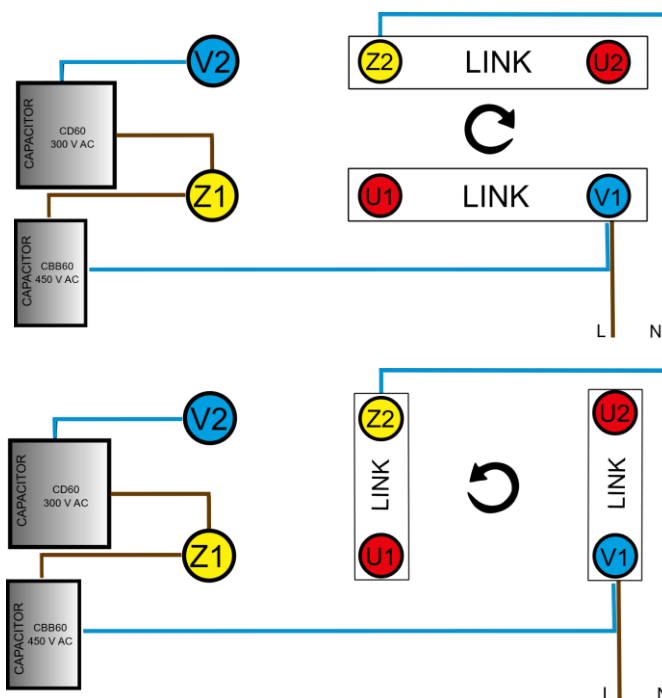 V2
Z2 LINK U2
CAPACITOR
CD60
300 V AC
Z1
U1 LINK V1
CAPACITOR
CBB60
450 V AC
L N
V2
Z2 U2
CAPACITOR
CD60
300 V AC
LINK LINK
Z1
U1 V1
CAPACITOR
CBB60
450 V AC
L N